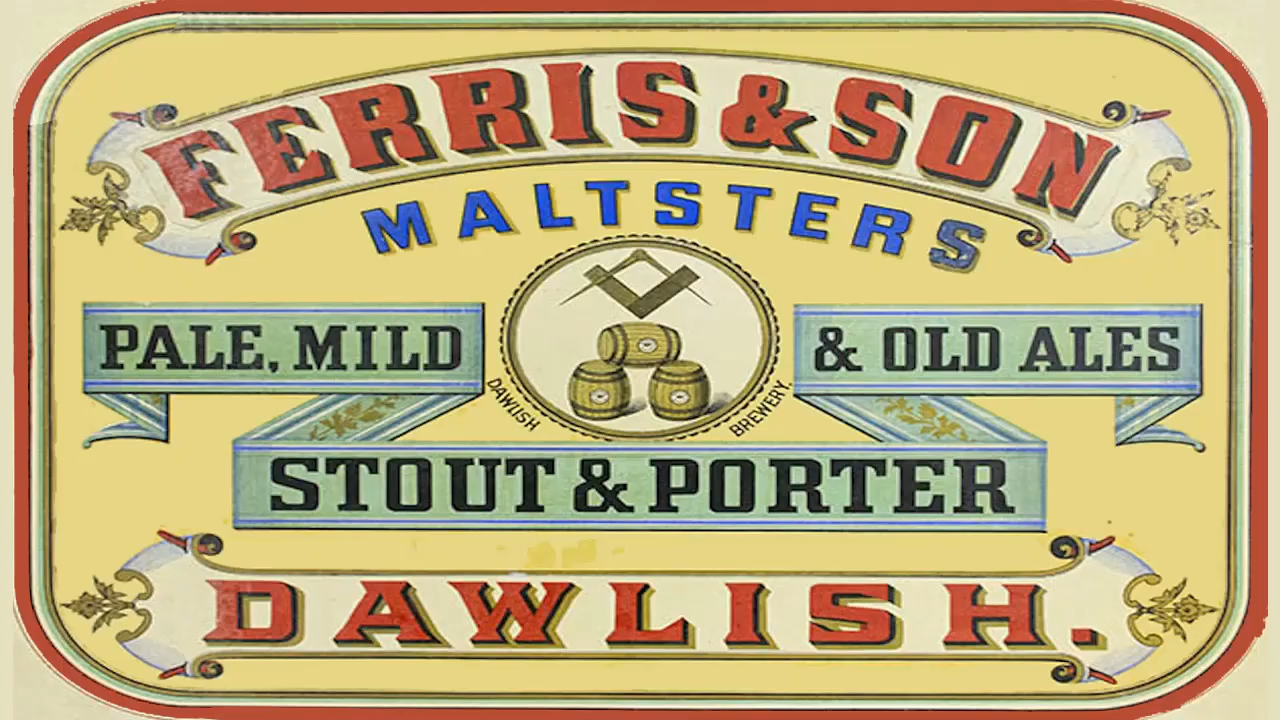 FERRIS & SON
MALTSTERS
PALE, MILD & OLD ALES
DAWLISH BREWERY.
STOUT & PORTER
DAWLISH.